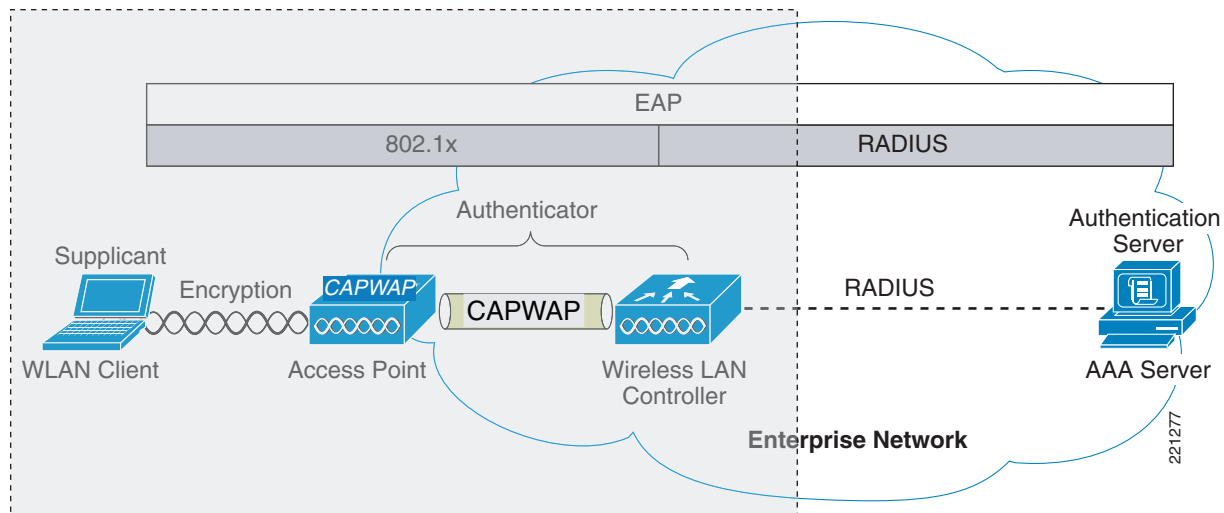 EAP
802.1x
RADIUS
Authenticator
Authentication
Server
Supplicant
Encryption
CAPWAP
CAPWAP
RADIUS
WLAN Client
Access Point
Wireless LAN
Controller
AAA Server
Enterprise Network
221277